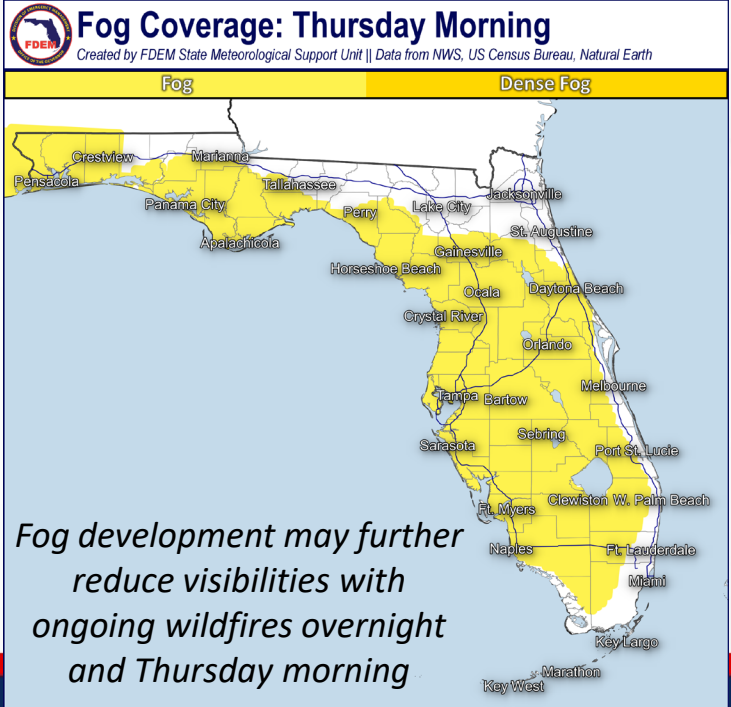 FDEM
Fog Coverage: Thursday Morning
Created by FDEM State Meteorological Support Unit || Data from NWS, US Census Bureau, Natural Earth
Fog
Dense Fog
Crestview
Marianna
Pensacola
Tallahassee
Panama City
Perry
Lake City
Jacksonville
Apalachicola
St. Augustine
Gainesville
Horseshoe Beach
Ocala
Daytona Beach
Crystal River
Orlando
Melbourne
Tampa
Bartow
Sebring
Sarasota
Port St. Lucie
Clewiston
W. Palm Beach
Ft. Myers
Naples
Ft. Lauderdale
Miami
Key Largo
Marathon
Key West
Fog development may further
reduce visibilities with
ongoing wildfires overnight
and Thursday morning